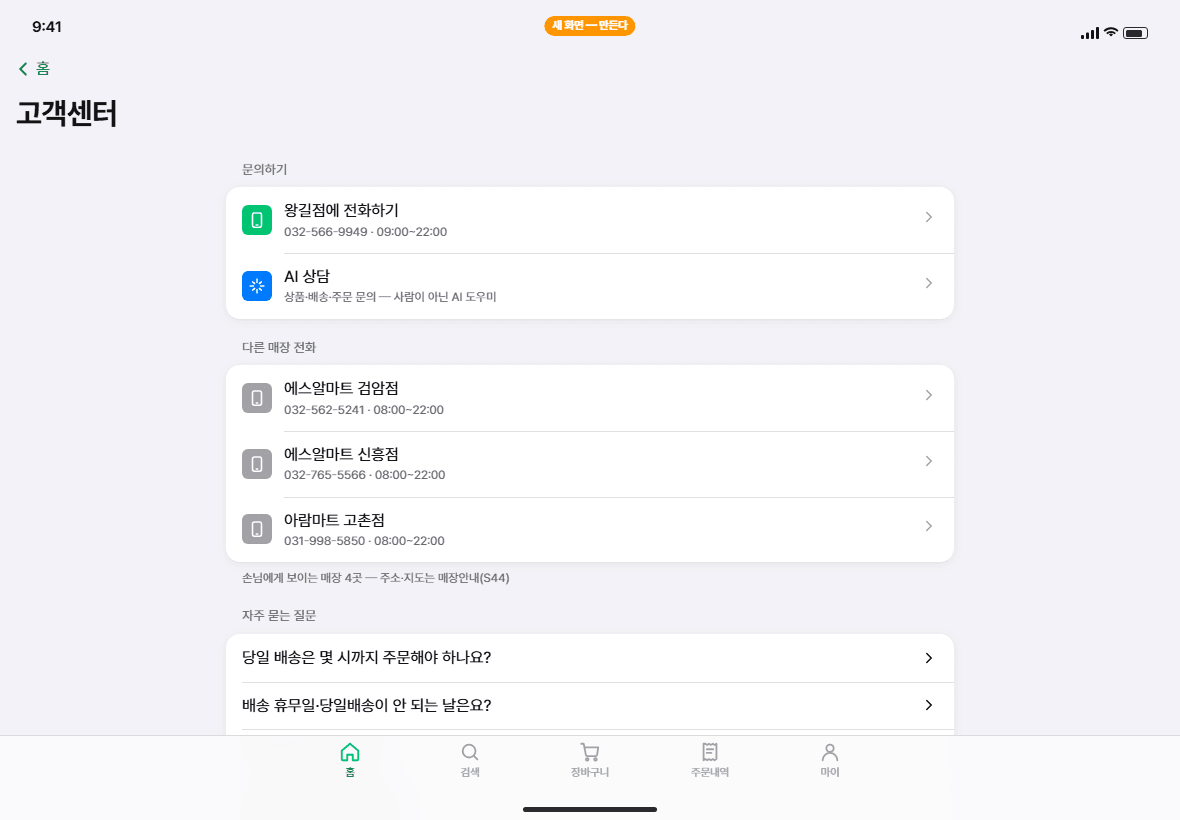 9:41
새 화면 — 만든다
홈
고객센터
문의하기
왕길점에 전화하기
032-566-9949 · 09:00~22:00
AI 상담
상품·배송·주문 문의 — 사람이 아닌 AI 도우미
다른 매장 전화
에스알마트 검암점
032-562-5241 · 08:00~22:00
에스알마트 신흥점
032-765-5566 · 08:00~22:00
아람마트 고촌점
031-998-5850 · 08:00~22:00
손님에게 보이는 매장 4곳 — 주소·지도는 매장안내(S44)
자주 묻는 질문
당일 배송은 몇 시까지 주문해야 하나요?
배송 휴무일·당일배송이 안 되는 날은요?
홈
검색
장바구니
주문내역
마이